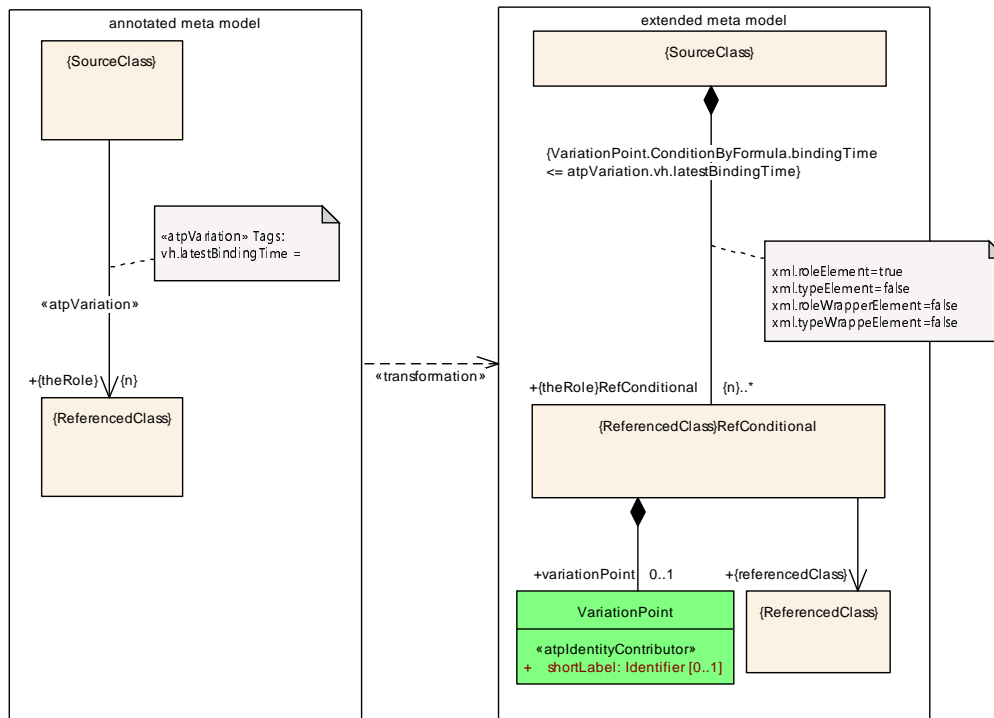 annotated meta model
{SourceClass}
«atpVariation» Tags:
vh.latestBindingTime =
«atpVariation»
+{theRole} {n}
{ReferencedClass}
«transformation»
extended meta model
{SourceClass}
{VariationPoint.ConditionByFormula.bindingTime
<= atpVariation.vh.latestBindingTime}
xml.roleElement=true
xml.typeElement=false
xml.roleWrapperElement=false
xml.typeWrappeElement=false
+{theRole}RefConditional {n}..*
{ReferencedClass}RefConditional
+variationPoint 0..1
+{referencedClass}
VariationPoint
«atpIdentityContributor»
+ shortLabel: Identifier [0..1]
{ReferencedClass}